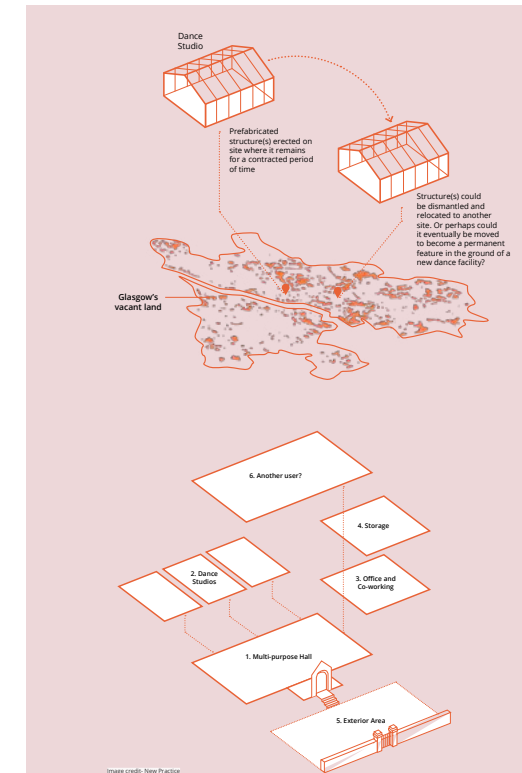 Dance
Studio
Prefabricated
structure(s) erected on
site where it remains
for a contracted period
of time
Structure(s) could
be dismantled and
relocated to another
site. Or perhaps could
it eventually be moved
to become a permanent
feature in the ground of a
new dance facility?
Glasgow's
vacant land
6. Another user?
4. Storage
2. Dance
Studios
3. Office and
Co-working
1. Multi-purpose Hall
5. Exterior Area
Image credit- New Practice